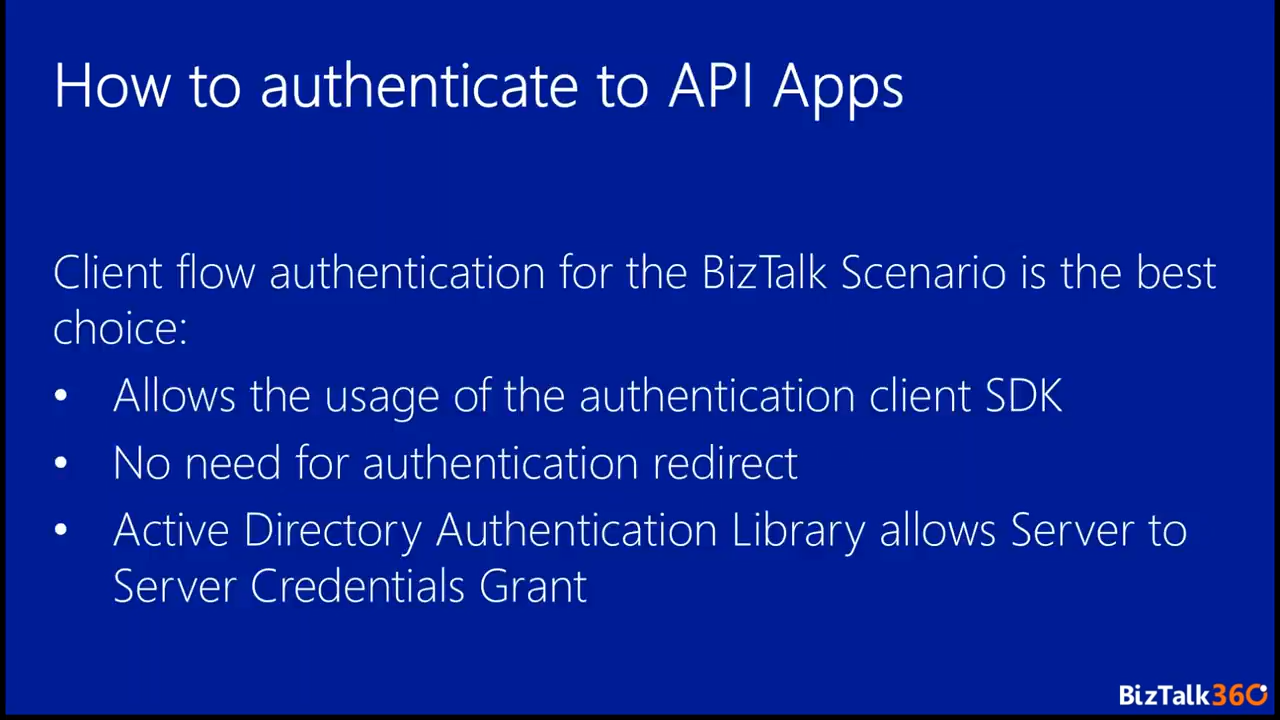 How to authenticate to API Apps
Client flow authentication for the BizTalk Scenario is the best
choice:
• Allows the usage of the authentication client SDK
• No need for authentication redirect
• Active Directory Authentication Library allows Server to
Server Credentials Grant
BizTalk360